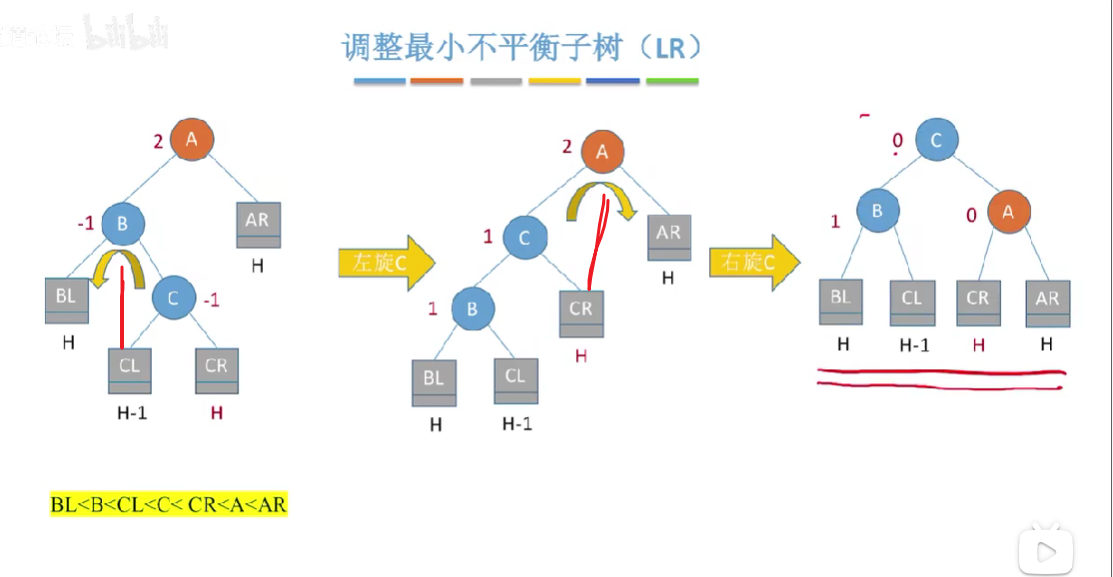 bilibili
调整最小不平衡子树（LR）
2 A
-1 B
AR
H
BL
H
C -1
CL
H-1
CR
H
左旋C
2 A
1 C
AR
H
1 B
CR
H
BL
H
CL
H-1
右旋C
0 C
1 B
0 A
BL CL CR AR
H H-1 H H
BL<B<CL<C< CR<A<AR